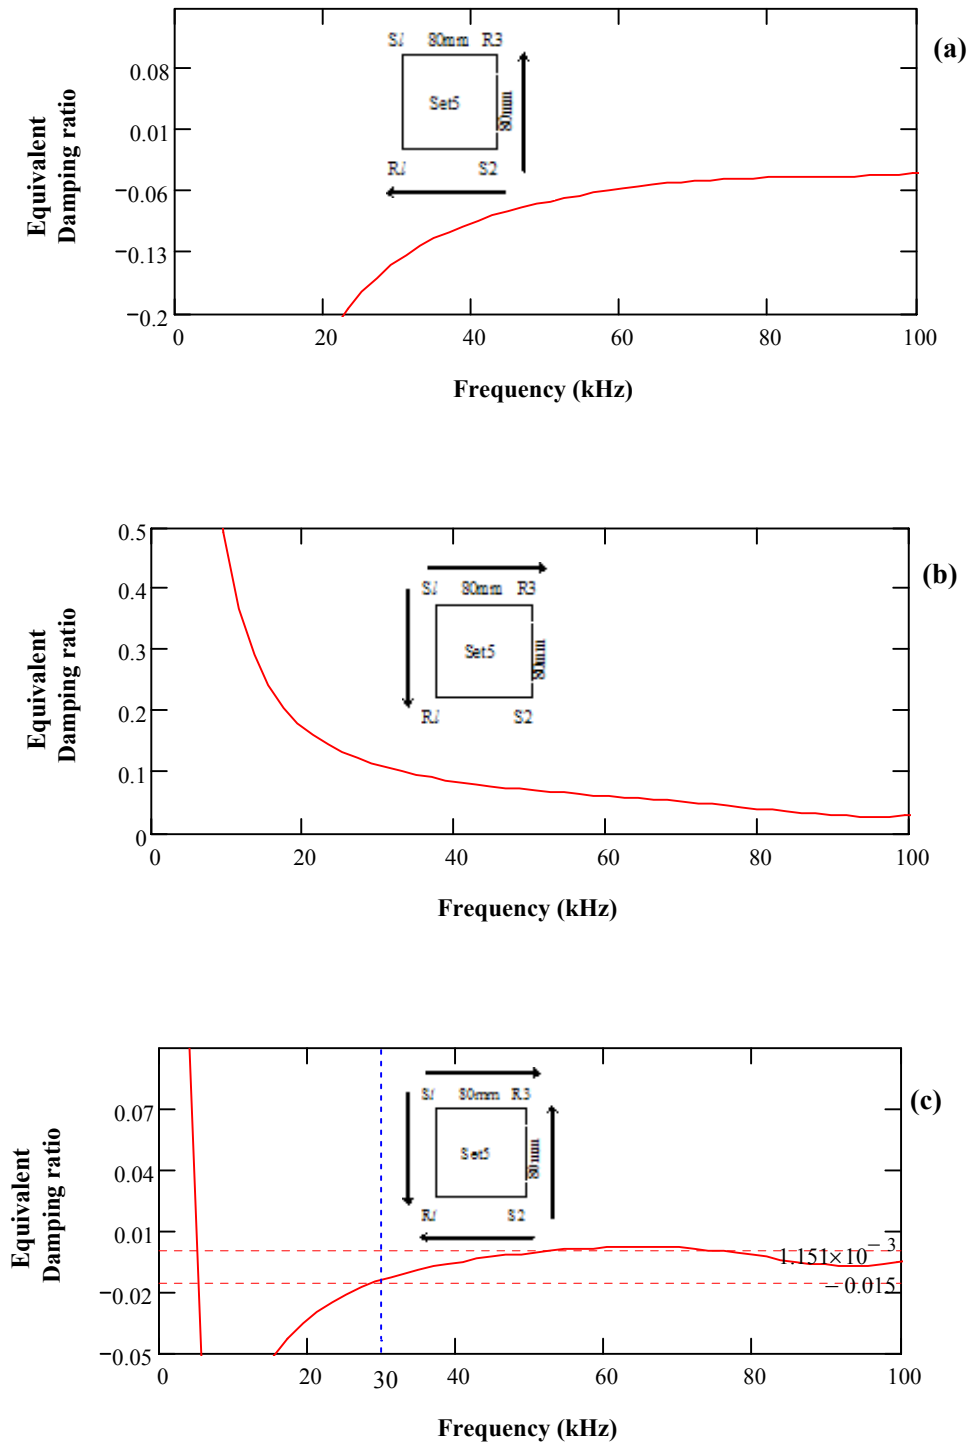 (a)
S1 80mm R3
0.08
Set5
80mm
0.01
R1 S2
−0.06
−0.13
−0.2
Equivalent
Damping ratio
0 20 40 60 80 100
Frequency (kHz)
0.5
(b)
S1 80mm R3
0.4
0.3
Set5
80mm
0.2
R1 S2
0.1
0
Equivalent
Damping ratio
0 20 40 60 80 100
Frequency (kHz)
(c)
S1 80mm R3
0.07
Set5
80mm
0.04
R1 S2
0.01
1.151×10⁻³
−0.015
−0.02
−0.05
Equivalent
Damping ratio
0 20 30 40 60 80 100
Frequency (kHz)